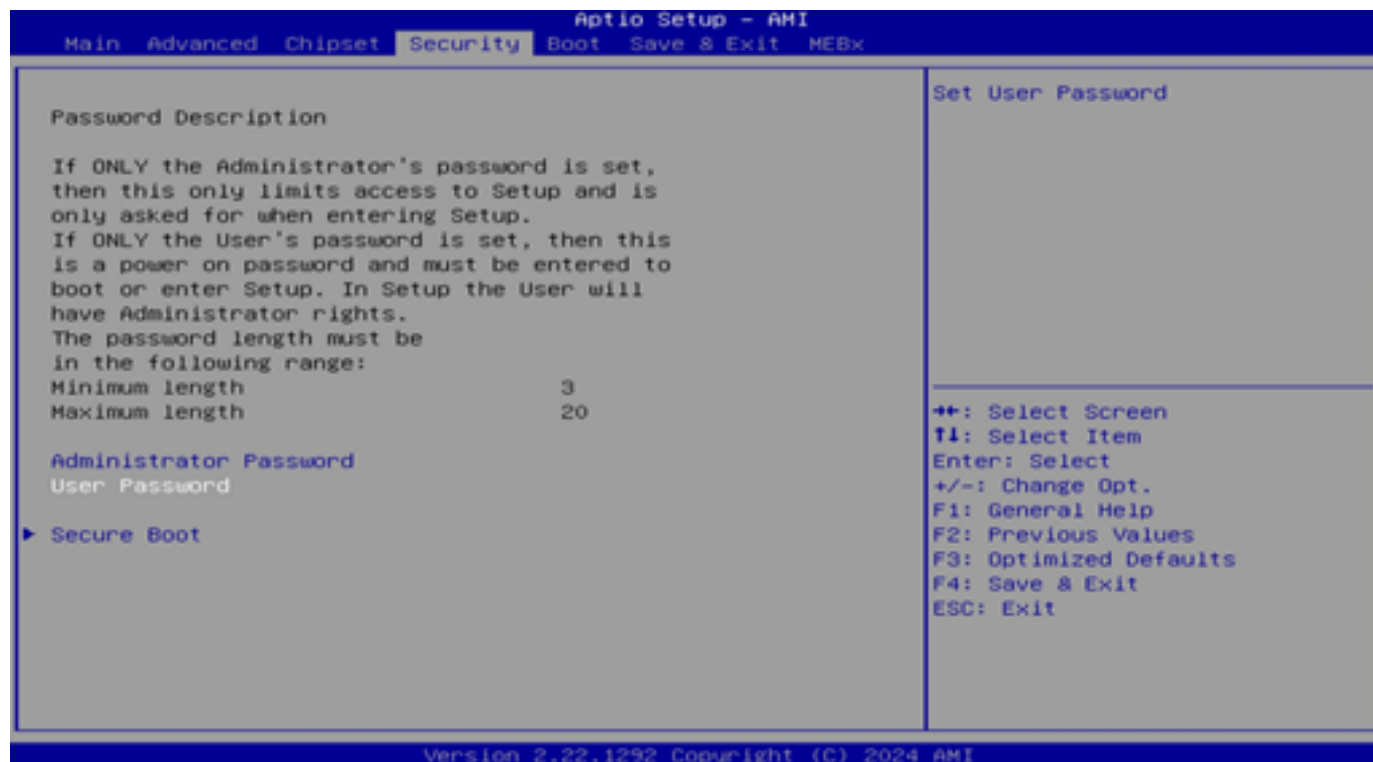 Aptio Setup – AMI
Main Advanced Chipset Security Boot Save & Exit MEBx
Password Description
If ONLY the Administrator's password is set,
then this only limits access to Setup and is
only asked for when entering Setup.
If ONLY the User's password is set, then this
is a power on password and must be entered to
boot or enter Setup. In Setup the User will
have Administrator rights.
The password length must be
in the following range:
Minimum length 3
Maximum length 20
Administrator Password
User Password
► Secure Boot
Set User Password
→←: Select Screen
↑↓: Select Item
Enter: Select
+/-: Change Opt.
F1: General Help
F2: Previous Values
F3: Optimized Defaults
F4: Save & Exit
ESC: Exit
Version 2.22.1292 Copyright (C) 2024 AMI